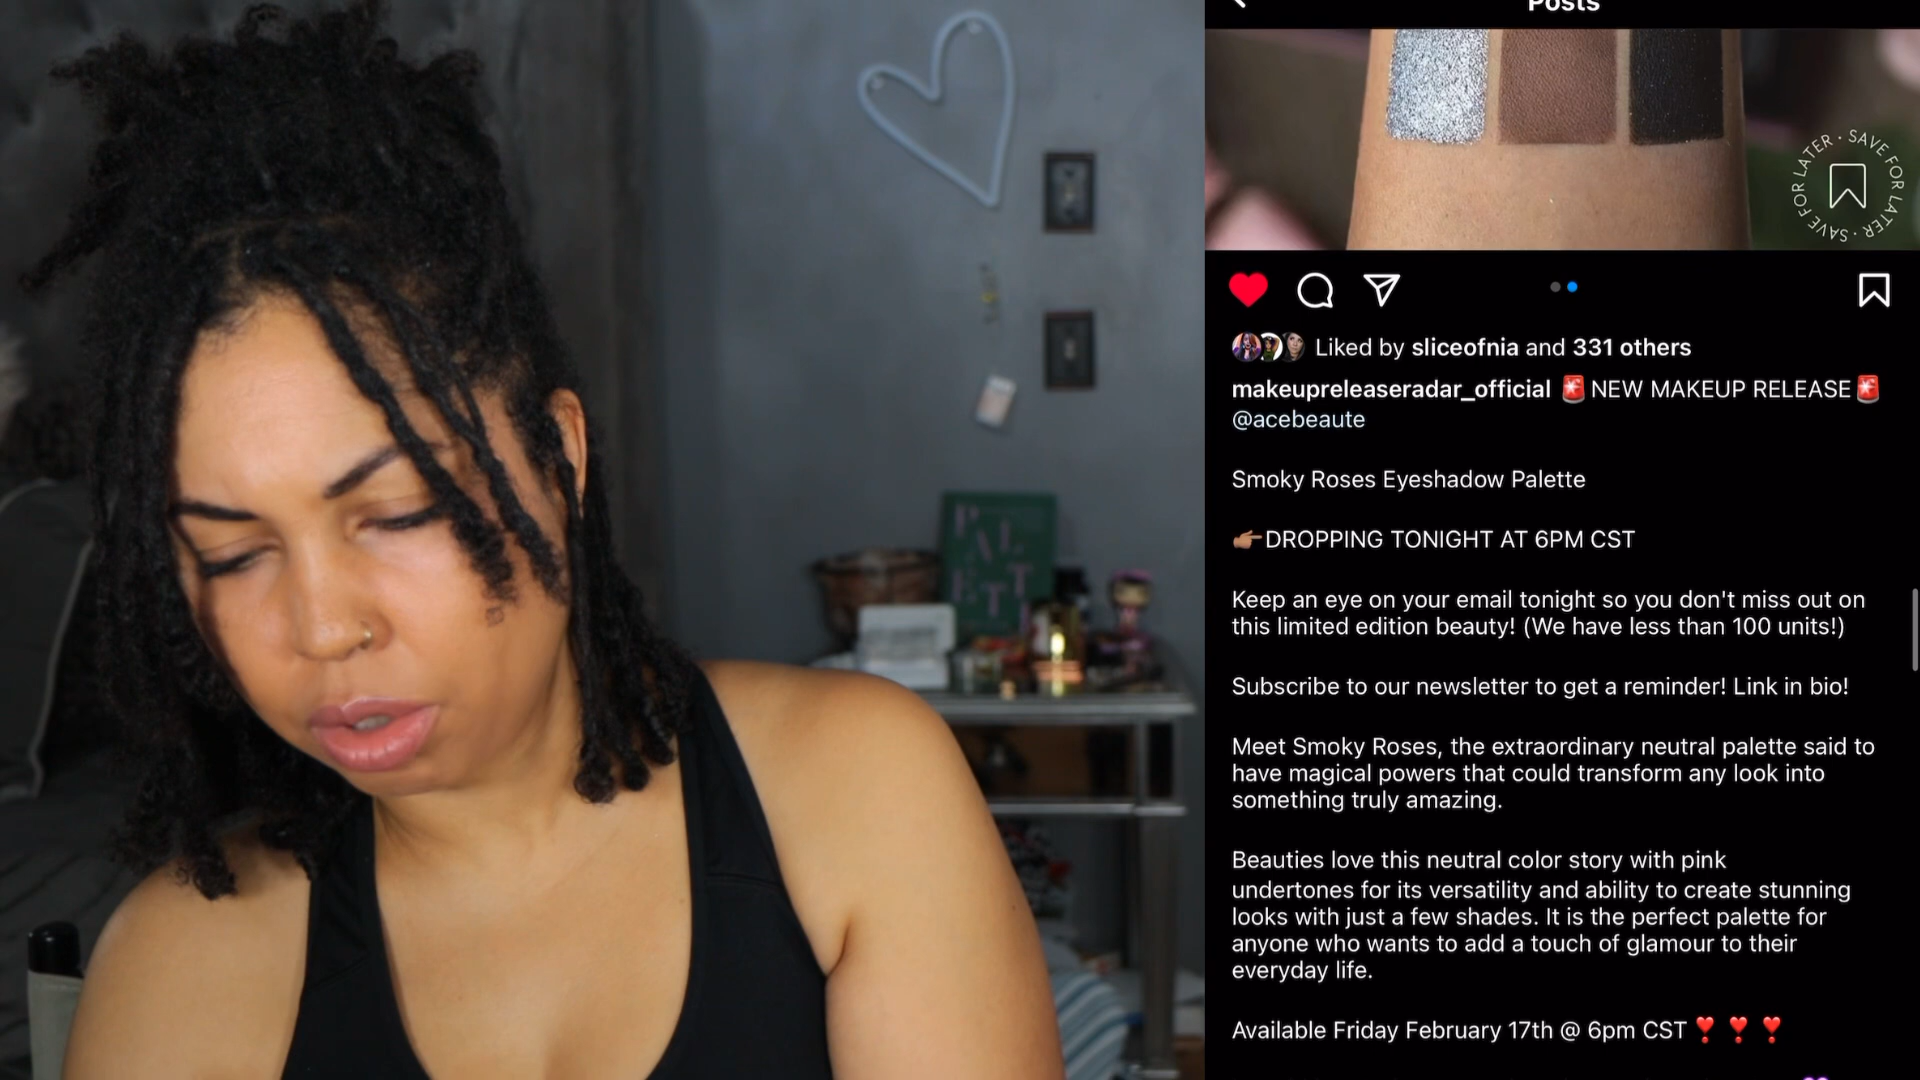 Posts
SAVE FOR LATER · SAVE FOR LATER · SAVE FOR LATER ·
Liked by sliceofnia and 331 others
makeupreleaseradar_official 🚨NEW MAKEUP RELEASE🚨
@acebeaute
Smoky Roses Eyeshadow Palette
👉🏽DROPPING TONIGHT AT 6PM CST
Keep an eye on your email tonight so you don't miss out on
this limited edition beauty! (We have less than 100 units!)
Subscribe to our newsletter to get a reminder! Link in bio!
Meet Smoky Roses, the extraordinary neutral palette said to
have magical powers that could transform any look into
something truly amazing.
Beauties love this neutral color story with pink
undertones for its versatility and ability to create stunning
looks with just a few shades. It is the perfect palette for
anyone who wants to add a touch of glamour to their
everyday life.
Available Friday February 17th @ 6pm CST❣️❣️❣️
PALETTE